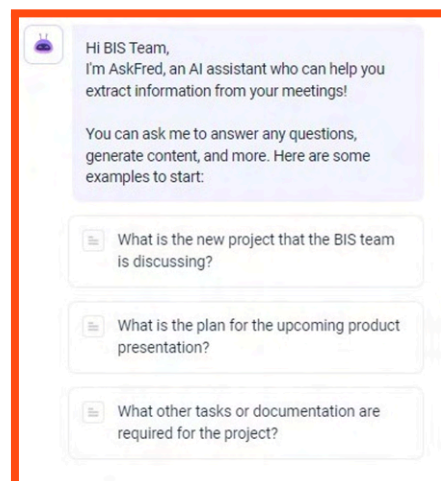 Hi BIS Team,
I'm AskFred, an AI assistant who can help you
extract information from your meetings!
You can ask me to answer any questions,
generate content, and more. Here are some
examples to start:
What is the new project that the BIS team
is discussing?
What is the plan for the upcoming product
presentation?
What other tasks or documentation are
required for the project?